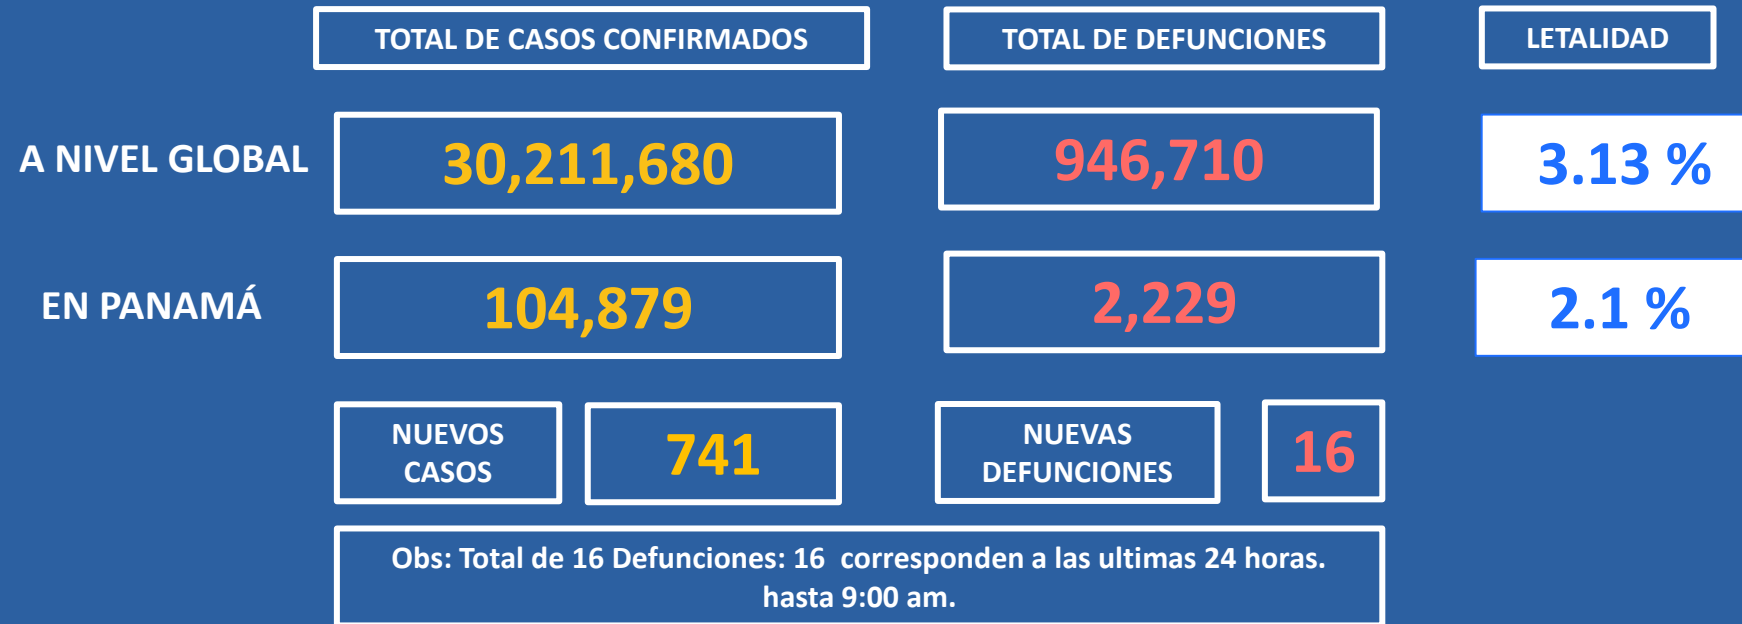 TOTAL DE CASOS CONFIRMADOS
TOTAL DE DEFUNCIONES
LETALIDAD
A NIVEL GLOBAL
30,211,680
946,710
3.13 %
EN PANAMÁ
104,879
2,229
2.1 %
NUEVOS
CASOS
741
NUEVAS
DEFUNCIONES
16
Obs: Total de 16 Defunciones: 16 corresponden a las ultimas 24 horas.
hasta 9:00 am.